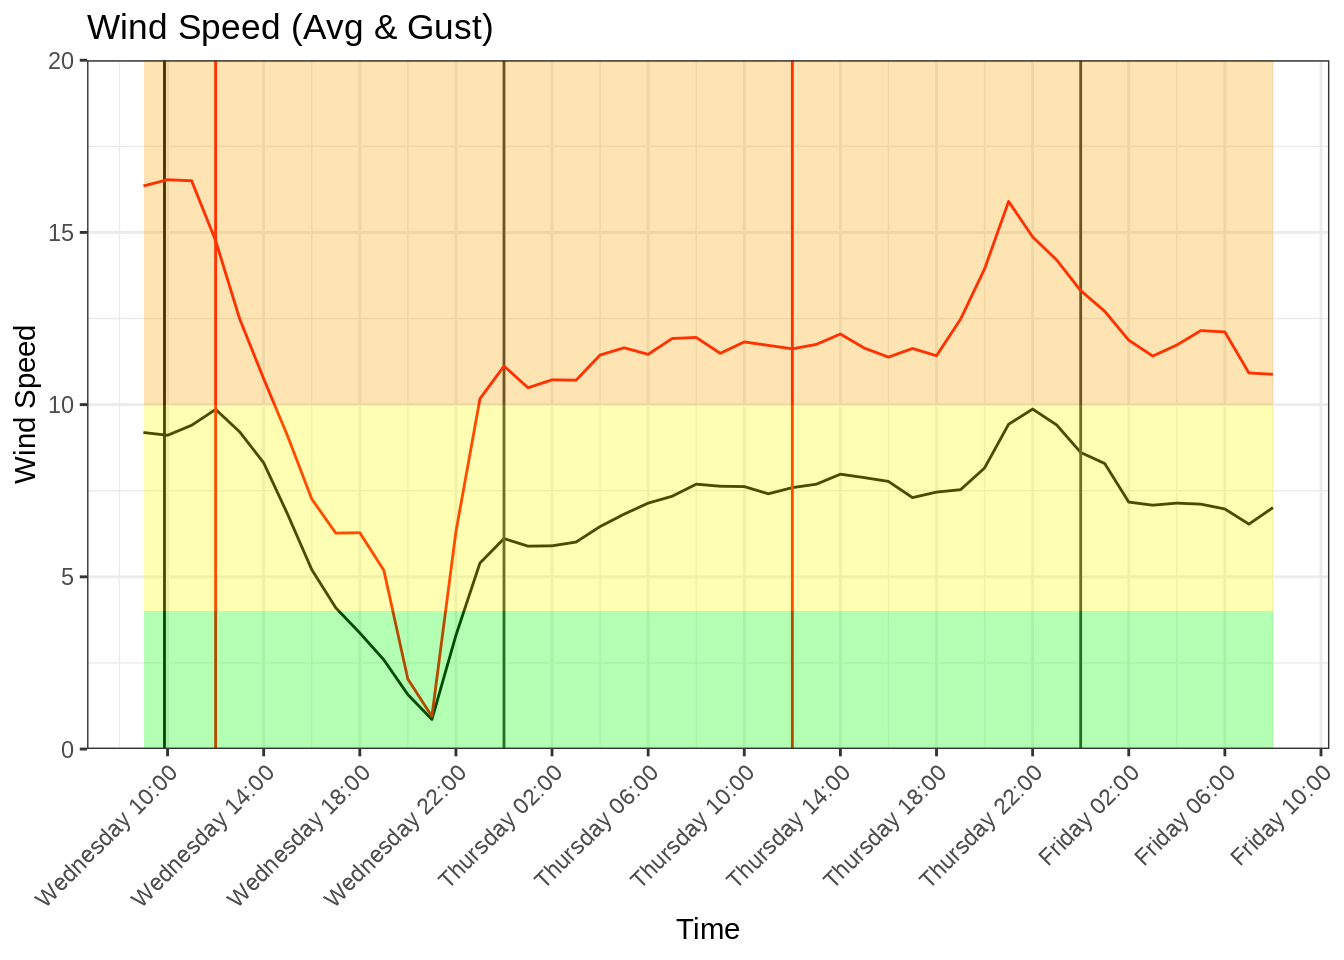 Wind Speed (Avg & Gust)
Wind Speed
20
15
10
5
0
Wednesday 10:00
Wednesday 14:00
Wednesday 18:00
Wednesday 22:00
Thursday 02:00
Thursday 06:00
Thursday 10:00
Thursday 14:00
Thursday 18:00
Thursday 22:00
Friday 02:00
Friday 06:00
Friday 10:00
Time